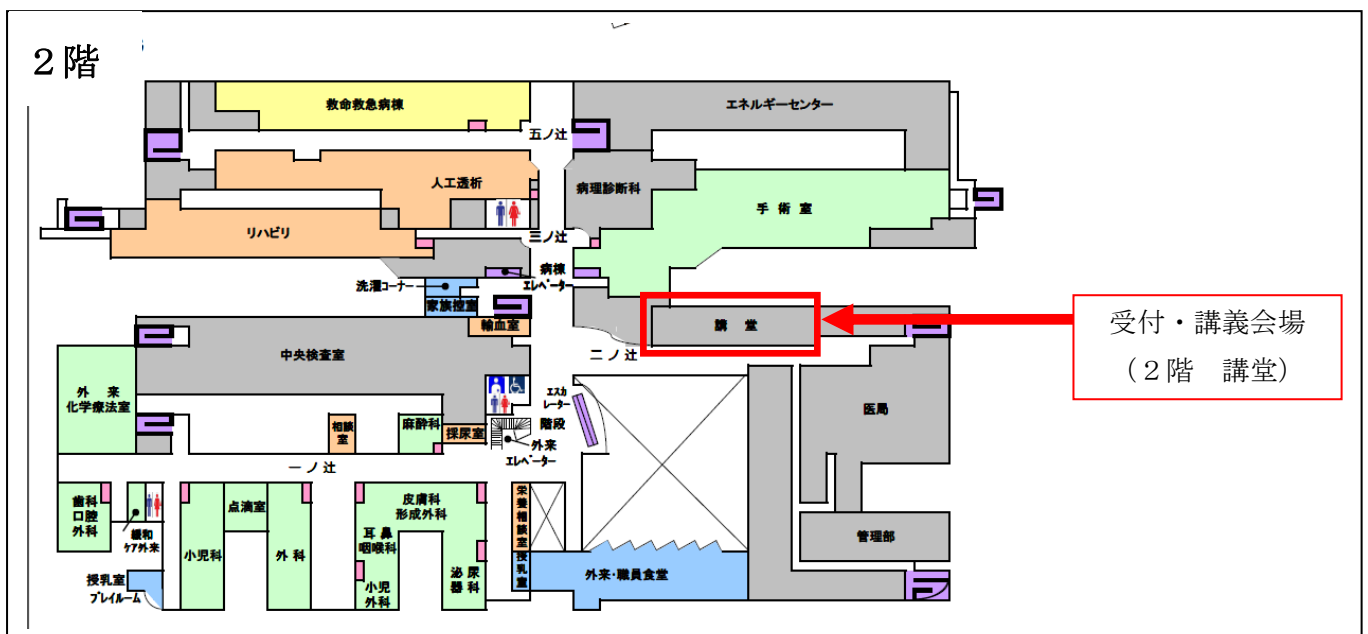 ２階
救命救急病棟
エネルギーセンター
五ノ辻
人工透析
病理診断科
手 術 室
リハビリ
三ノ辻
病棟
エレベーター
洗濯コーナー
家族控室
輸血室
講 堂
受付・講義会場
（２階　講堂）
中央検査室
二ノ辻
外 来
化学療法室
エスカ
レーター
医局
相談
室
麻酔科
採尿室
階段
外来
エレベーター
一ノ辻
歯科
口腔
外科
緩和
ケア外来
点滴室
小児科
外 科
皮膚科
形成外科
耳 鼻
咽喉科
小児
外科
泌 尿
器 科
栄養相談室
授乳室
外来・職員食堂
管理部
授乳室
プレイルーム